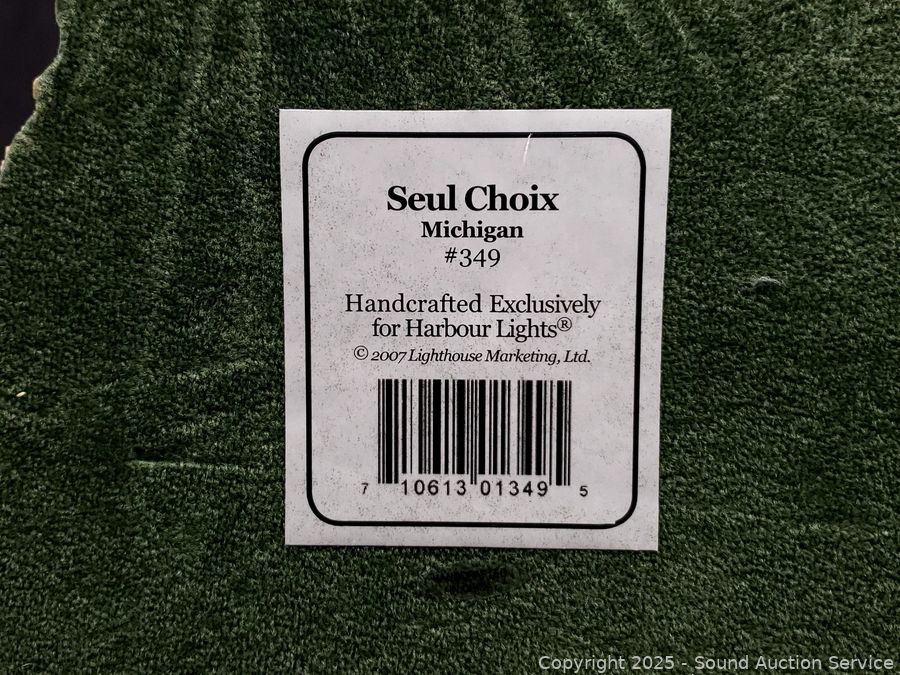 Seul Choix
Michigan
#349
Handcrafted Exclusively
for Harbour Lights®
© 2007 Lighthouse Marketing, Ltd.
7 10613 01349 5
Copyright 2025 - Sound Auction Service